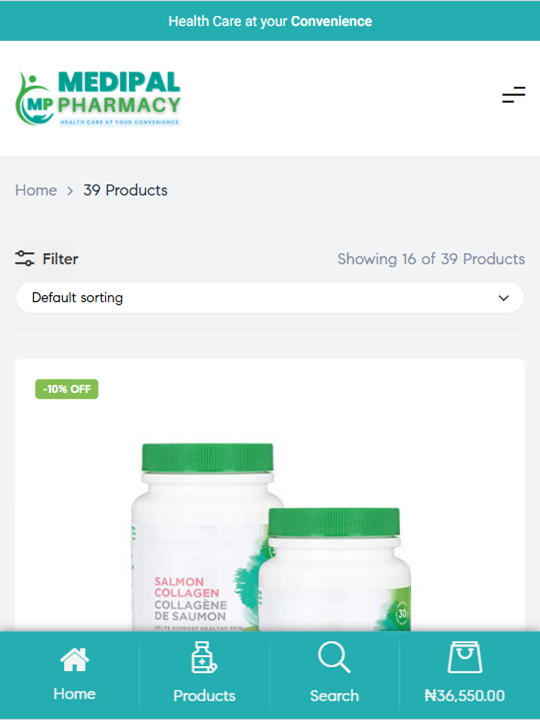 Health Care at your Convenience
MEDIPAL
MP PHARMACY
HEALTH CARE AT YOUR CONVENIENCE
Home > 39 Products
Filter
Showing 16 of 39 Products
Default sorting
-10% OFF
SALMON
COLLAGEN
COLLAGÈNE
DE SAUMON
HELPS SUPPORT HEALTHY SKIN
30
Home
Products
Search
₦36,550.00